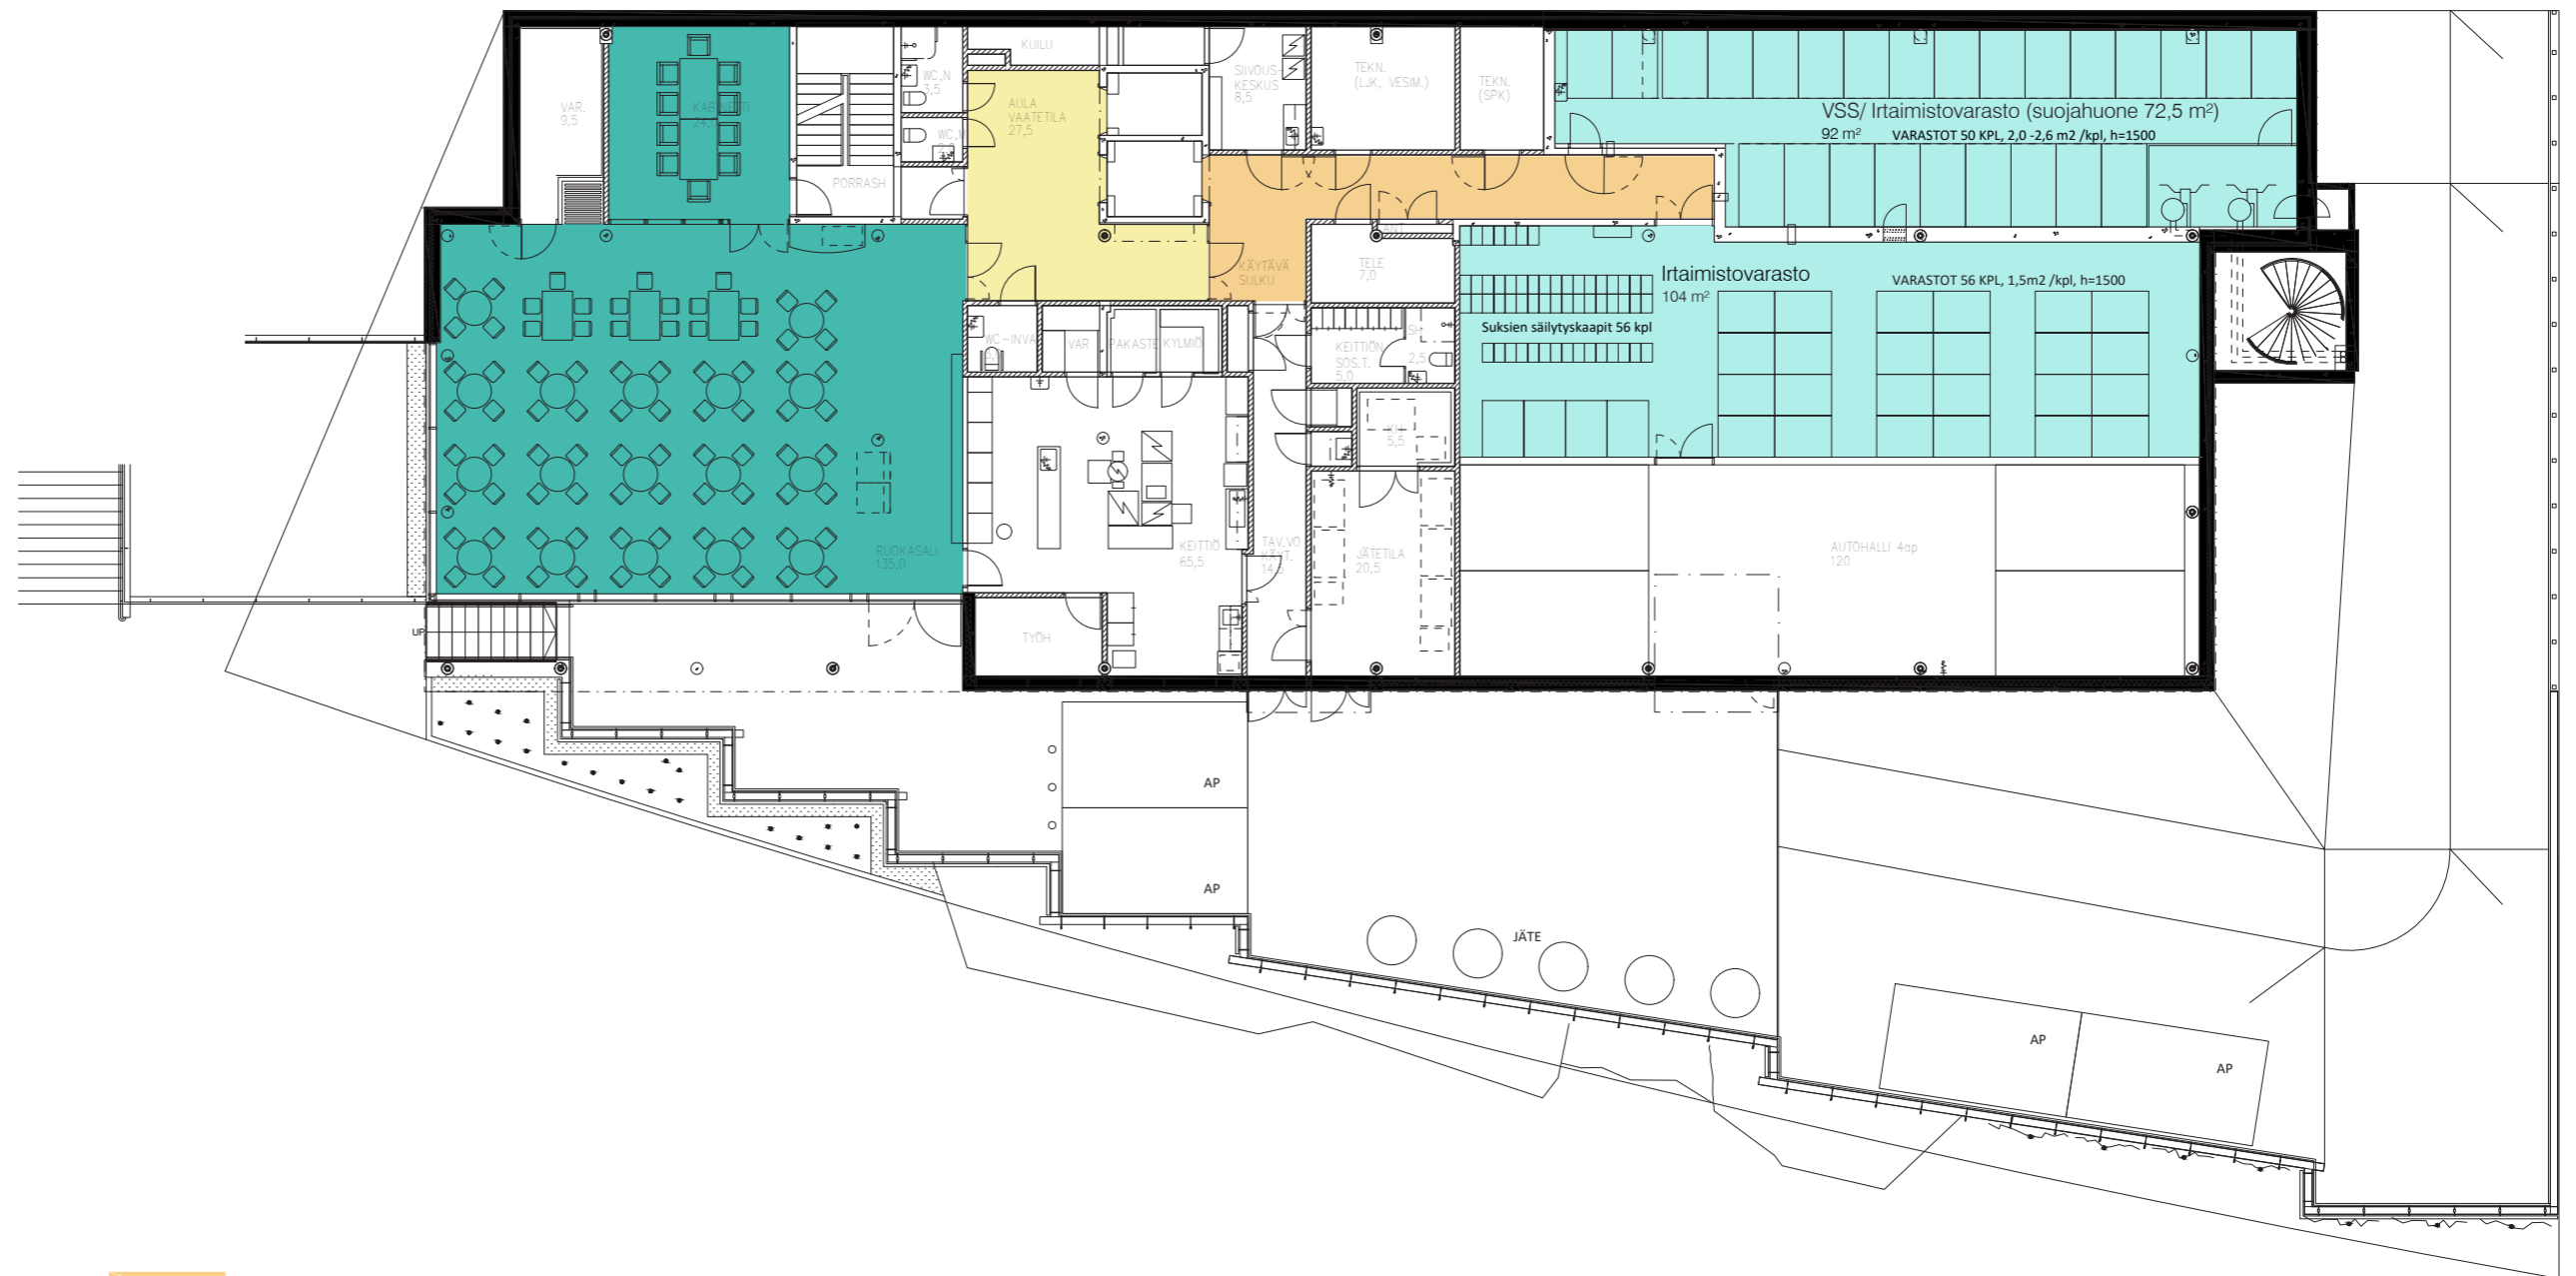 KUILU
SIIVOUS-
KESKUS
8,5
TEKN.
(LJK, VESIM.)
TEKN.
(SPK)
WC,N
3,5
VAR.
9,5
KABINETTI
24,0
AULA
VAATETILA
27,5
WC,M
VSS/ Irtaimistovarasto (suojahuone 72,5 m²)
92 m²
VARASTOT 50 KPL, 2,0 -2,6 m2 /kpl, h=1500
PORRASH
KÄYTÄVÄ
SULKU
TELE
7,0
Irtaimistovarasto
104 m²
VARASTOT 56 KPL, 1,5m2 /kpl, h=1500
Suksien säilytyskaapit 56 kpl
WC-INVA
VAR
PAKASTE
KYLMIÖ
KEITTIÖN
SOS.T.
5,0
SH
2,5
KH
5,5
RUOKASALI
135,0
KEITTIÖ
65,5
TAV.VO
KÄYT.
14,5
JÄTETILA
20,5
AUTOHALLI 4ap
120
TYÖH
UP
AP
AP
JÄTE
AP
AP